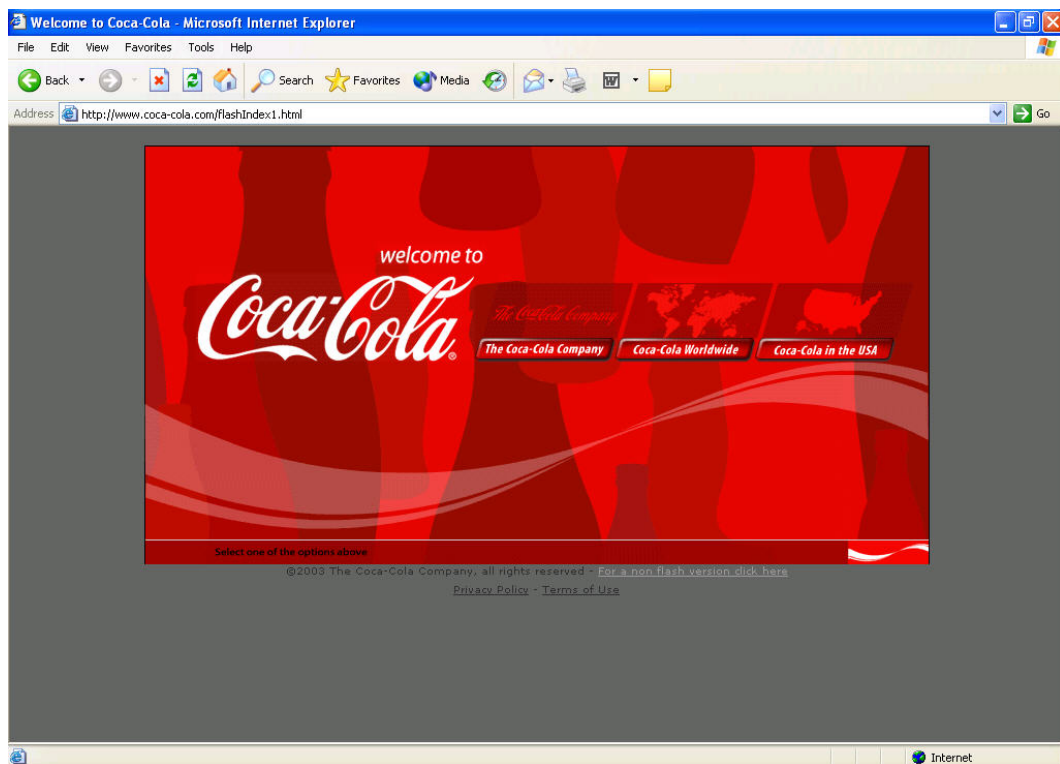 Welcome to Coca-Cola - Microsoft Internet Explorer
File Edit View Favorites Tools Help
Back Search Favorites Media
Address http://www.coca-cola.com/flashIndex1.html Go
welcome to
Coca-Cola®
The Coca-Cola Company
The Coca-Cola Company Coca-Cola Worldwide Coca-Cola in the USA
Select one of the options above
©2003 The Coca-Cola Company, all rights reserved - For a non flash version click here
Privacy Policy - Terms of Use
Internet